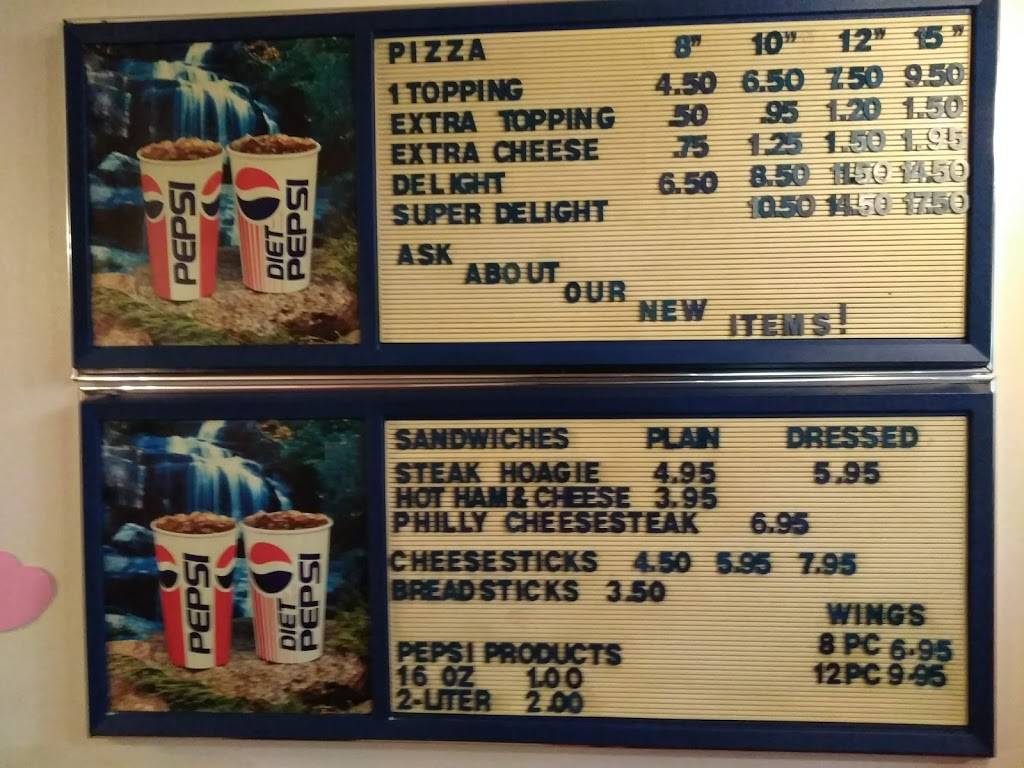 PIZZA 8" 10" 12" 15"
1 TOPPING 4.50 6.50 7.50 9.50
EXTRA TOPPING .50 .95 1.20 1.50
EXTRA CHEESE .75 1.25 1.50 1.95
DELIGHT 6.50 8.50 11.50 14.50
SUPER DELIGHT 10.50 14.50 17.50
ASK ABOUT OUR NEW ITEMS!
PEPSI
DIET PEPSI
SANDWICHES PLAIN DRESSED
STEAK HOAGIE 4.95 5.95
HOT HAM & CHEESE 3.95
PHILLY CHEESESTEAK 6.95
CHEESESTICKS 4.50 5.95 7.95
BREADSTICKS 3.50
WINGS
8 PC 6.95
12 PC 9.95
PEPSI PRODUCTS
16 OZ 1.00
2-LITER 2.00
PEPSI
DIET PEPSI